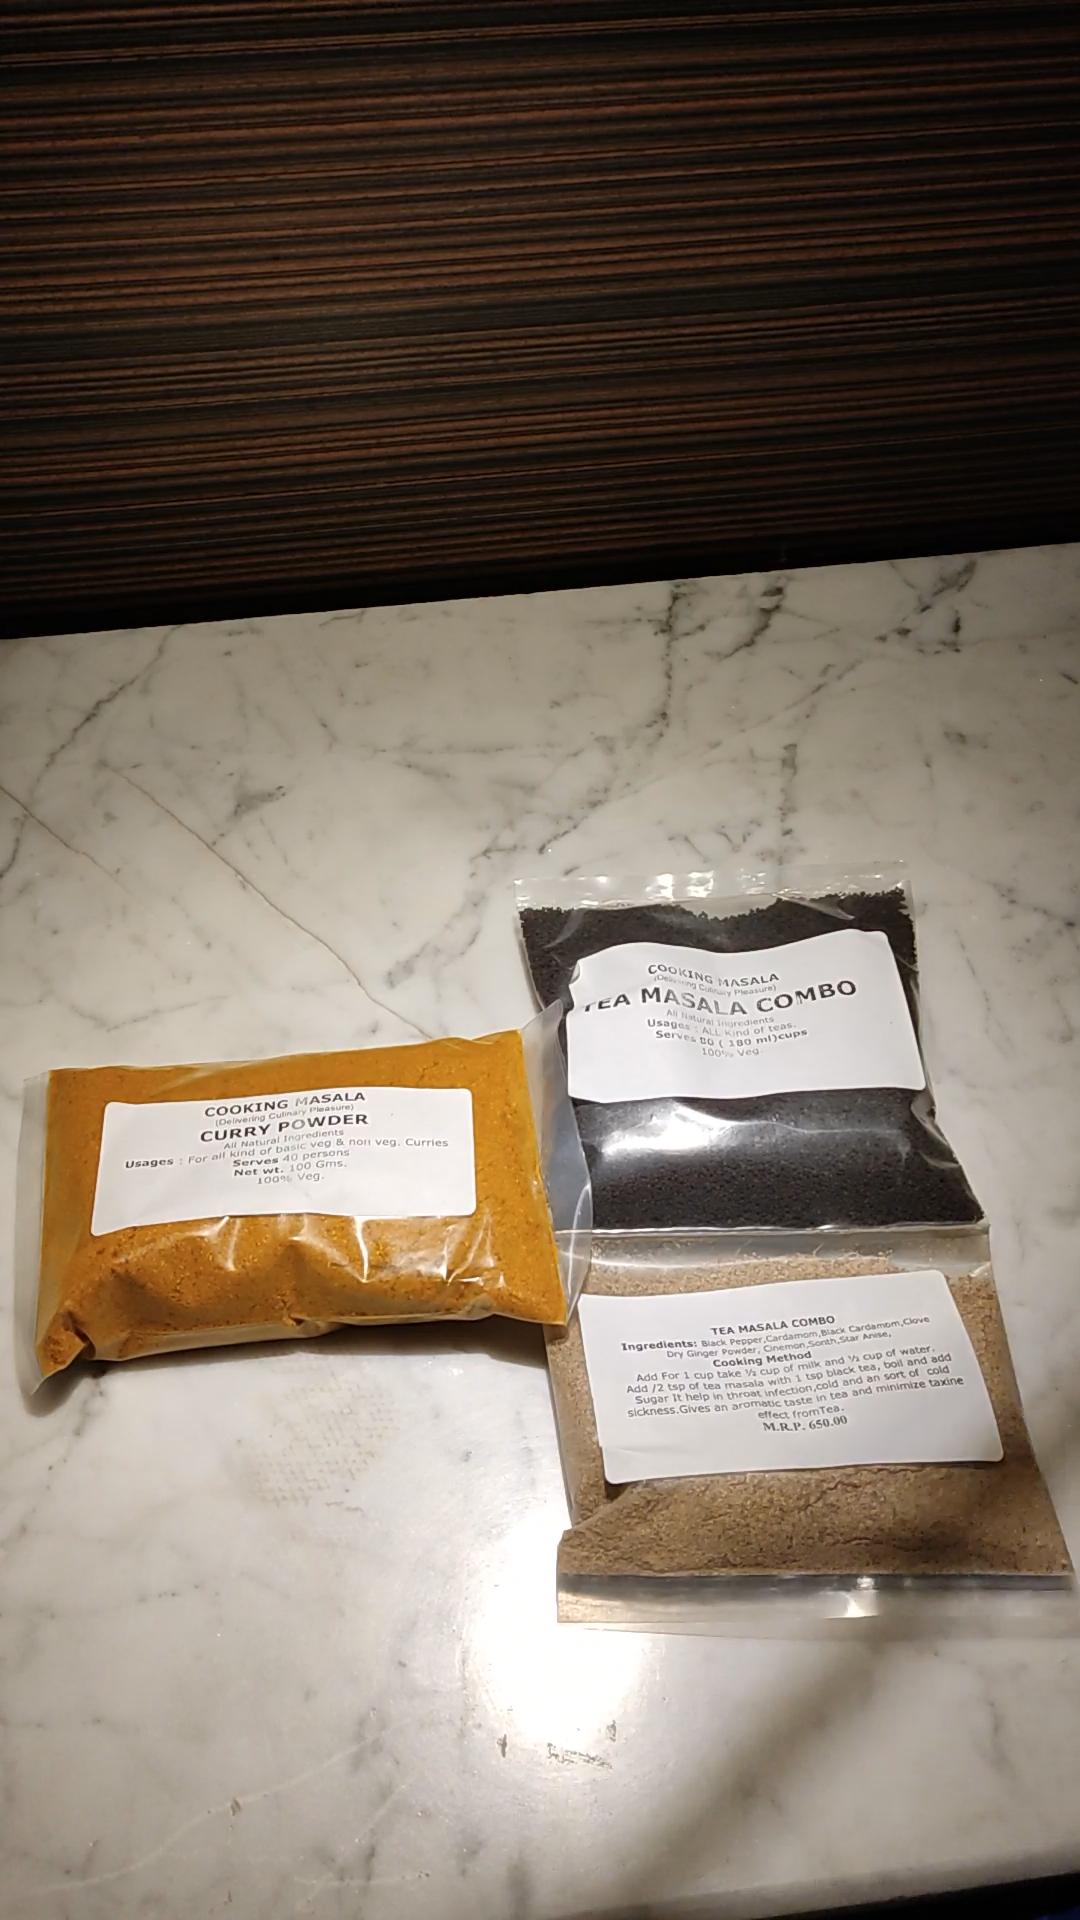 COOKING MASALA
(Delivering Culinary Pleasure)
TEA MASALA COMBO
All Natural Ingredients
Usages : ALL Kind of teas.
Serves 80 ( 180 ml)cups
100% Veg.
COOKING MASALA
(Delivering Culinary Pleasure)
CURRY POWDER
All Natural Ingredients
Usages : For all kind of basic veg & non veg. Curries
Serves 40 persons
Net wt. 100 Gms.
100% Veg.
TEA MASALA COMBO
Ingredients: Black Pepper,Cardamom,Black Cardamom,Clove
Dry Ginger Powder, Cinemon,Sonth,Star Anise,
Cooking Method
Add For 1 cup take ½ cup of milk and ½ cup of water.
Add /2 tsp of tea masala with 1 tsp black tea, boil and add
Sugar It help in throat infection,cold and an sort of cold
sickness.Gives an aromatic taste in tea and minimize taxine
effect fromTea.
M.R.P. 650.00